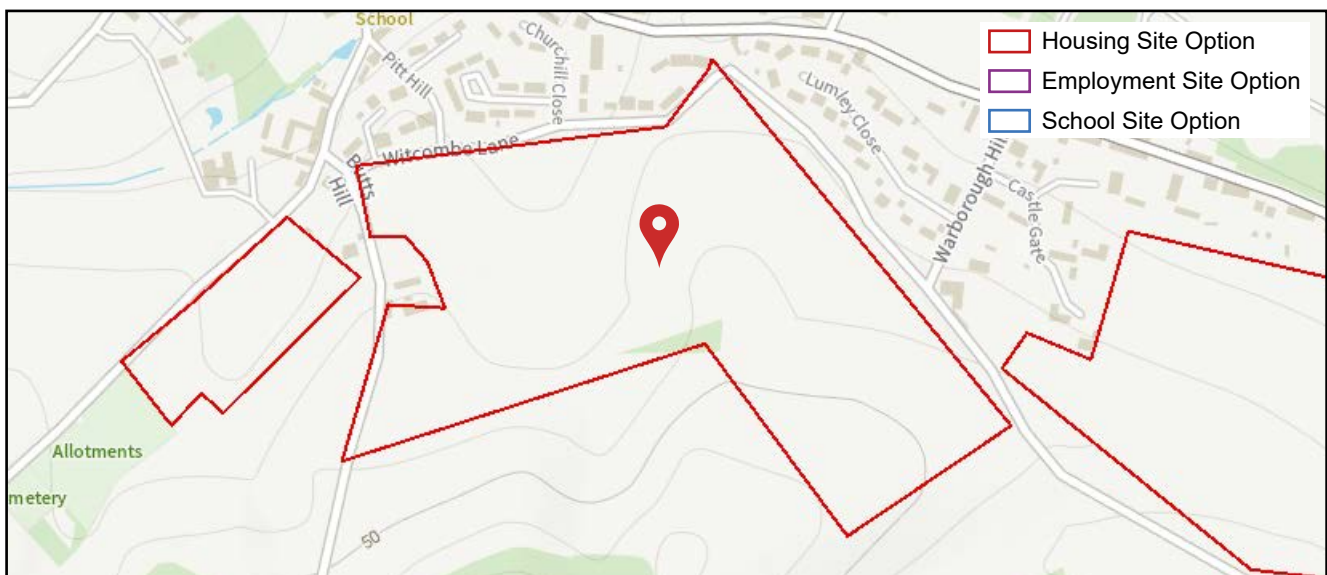 School
Housing Site Option
Employment Site Option
School Site Option
Churchill Close
Pitt Hill
Lumley Close
Witcombe Lane
Butts
Hill
Warborough Hil
Castle Gate
Allotments
metery
50